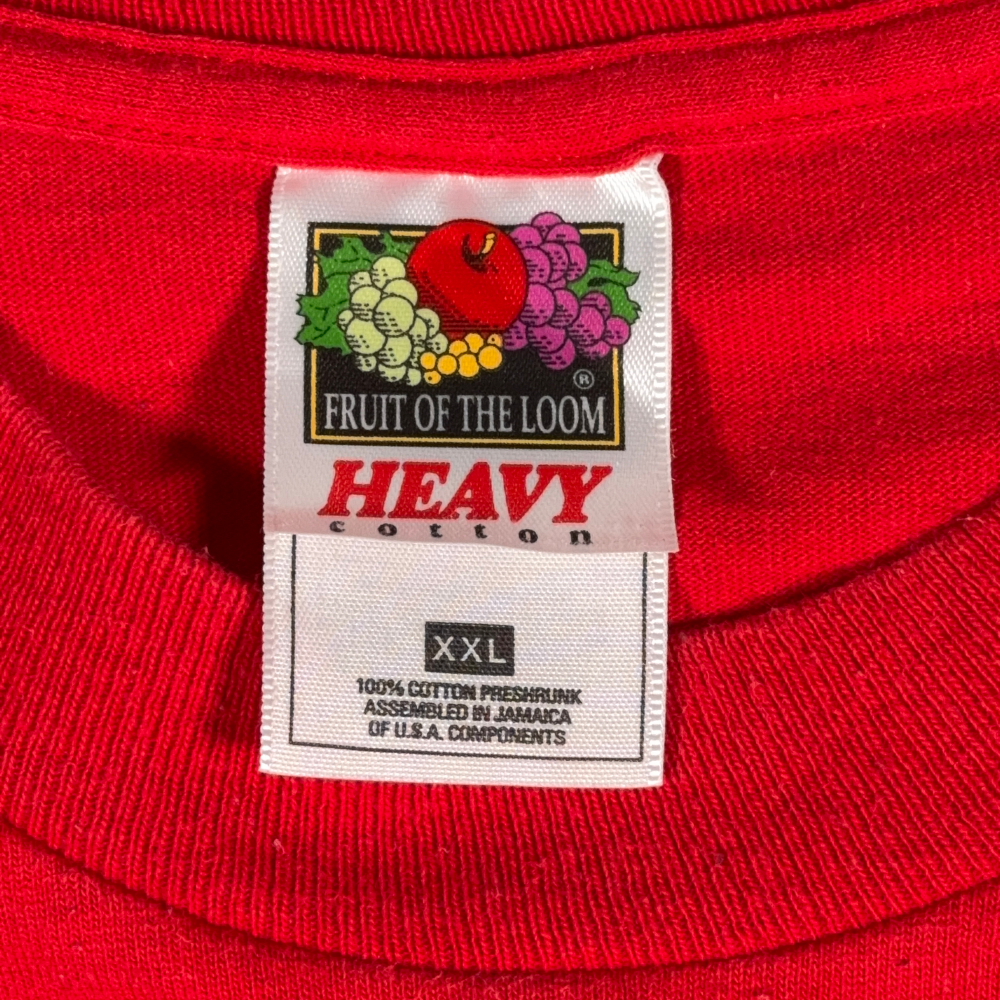 ®
FRUIT OF THE LOOM
HEAVY
cotton
XXL
100% COTTON PRESHRUNK
ASSEMBLED IN JAMAICA
OF U.S.A. COMPONENTS